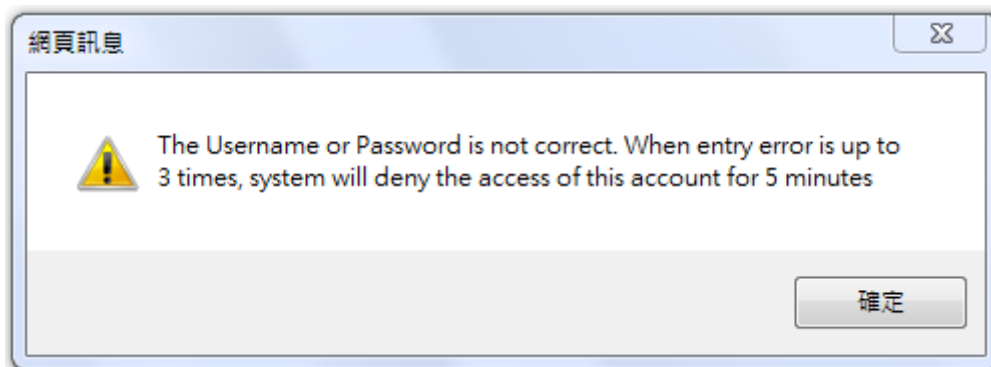 網頁訊息
The Username or Password is not correct. When entry error is up to
3 times, system will deny the access of this account for 5 minutes
確定